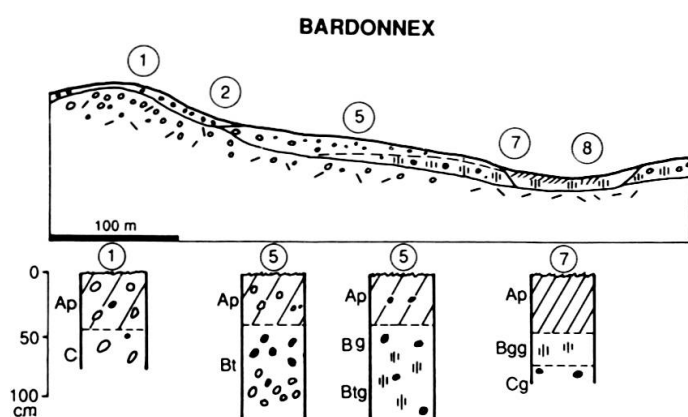 BARDONNEX
1 2 5 7 8
100 m
1 5 5 7
0 Ap Ap Ap Ap
50 C Bt Bg Btg Bgg Cg
100
cm